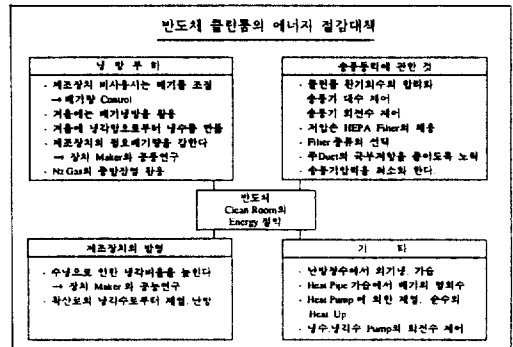 반도체 클린룸의 에너지 절감대책
냉 방 부 하
· 제조장치 비사용시는 배기를 조절
→ 배기량 Control
· 겨울에는 배기냉방을 활용
· 겨울에 냉각탑으로부터 냉수를 만듦
· 제조장치의 필요배기량을 감한다
→ 장치 Maker와 공동연구
· N₂ Gas의 증발잠열 활용
송풍동력에 관한 것
· 클린룸 환기회수의
송풍기 대수 제어
송풍기 회전수 제어
· 저압손 HEPA Filter의 채용
· Filter 종류의 선택
· 주Duct의 국부저항을 줄이도록 노력
· 송풍기압력을 최소화 한다.
반도체
Clean Room의
Energy 절약
제조장치의 발열
· 수냉으로 인한 냉각비율을 높인다
→ 장치 Maker와 공동연구
· 확산로의 냉각수로부터 재열.난방
기 타
· 난방장수에서 외기냉. 가습
· Heat Pipe 가습에서 배기의 열회수
· Heat Pump에 의한 재열. 순수의
Heat Up
· 냉수.냉각수 Pump의 회전수 제어